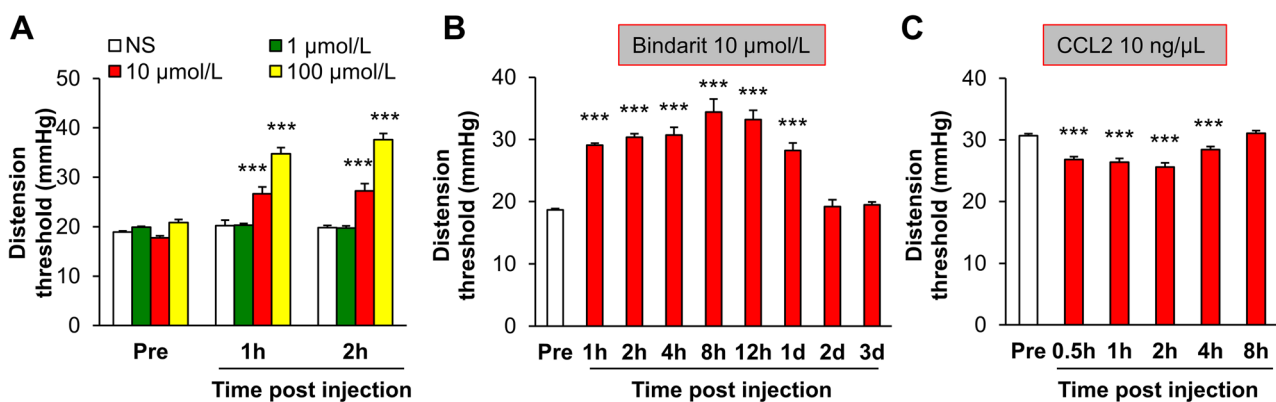 A
NS
1 µmol/L
10 µmol/L
100 µmol/L
Distension
threshold (mmHg)
50
40
30
20
10
0
***
***
***
***
Pre
1h
2h
Time post injection
B
Bindarit 10 µmol/L
Distension
threshold (mmHg)
40
30
20
10
0
***
***
***
***
***
***
Pre 1h 2h 4h 8h 12h 1d 2d 3d
Time post injection
C
CCL2 10 ng/µL
Distension
threshold (mmHg)
40
30
20
10
0
***
***
***
***
Pre 0.5h 1h 2h 4h 8h
Time post injection